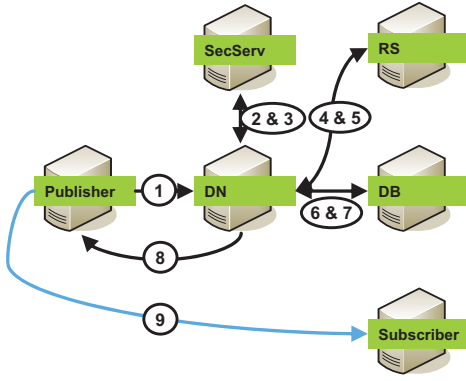 SecServ
RS
2 & 3
4 & 5
Publisher
1
DN
6 & 7
DB
8
9
Subscriber